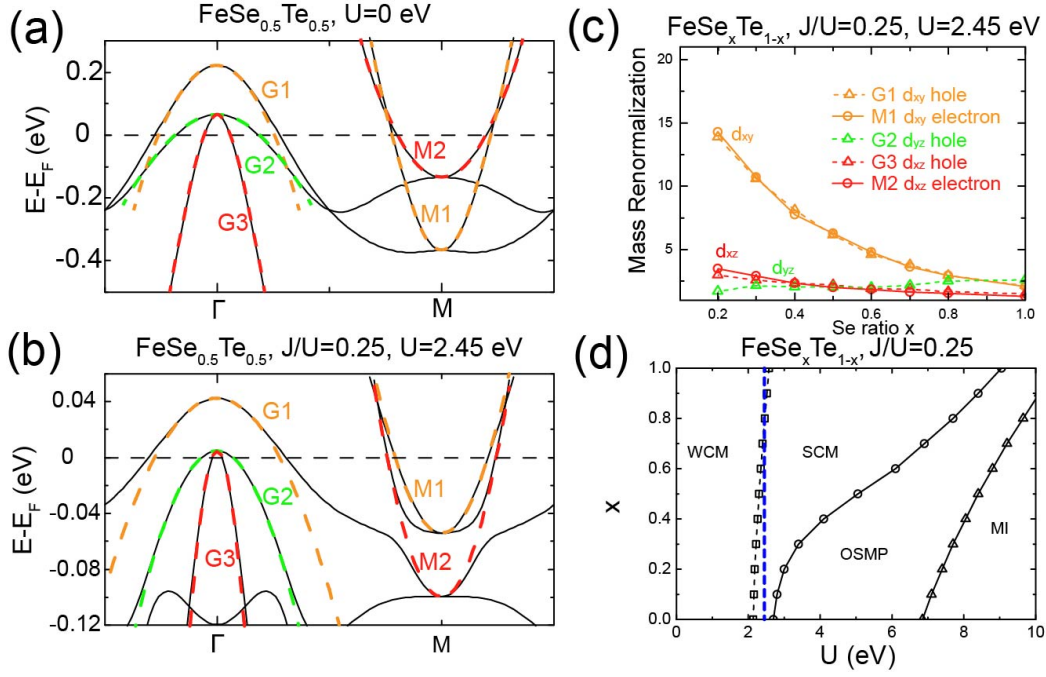 (a)
FeSe0.5Te0.5, U=0 eV
E-EF (eV)
0.2
0
-0.2
-0.4
G1
G2
G3
M2
M1
Γ
M
(b)
FeSe0.5Te0.5, J/U=0.25, U=2.45 eV
E-EF (eV)
0.04
0
-0.04
-0.08
-0.12
G1
G2
G3
M1
M2
Γ
M
(c)
FeSexTe1-x, J/U=0.25, U=2.45 eV
Mass Renormalization
20
15
10
5
G1 dxy hole
M1 dxy electron
G2 dyz hole
G3 dxz hole
M2 dxz electron
dxy
dxz
dyz
0.2
0.4
0.6
0.8
1.0
Se ratio x
(d)
FeSexTe1-x, J/U=0.25
x
1.0
0.8
0.6
0.4
0.2
0.0
WCM
SCM
OSMP
MI
0
2
4
6
8
10
U (eV)